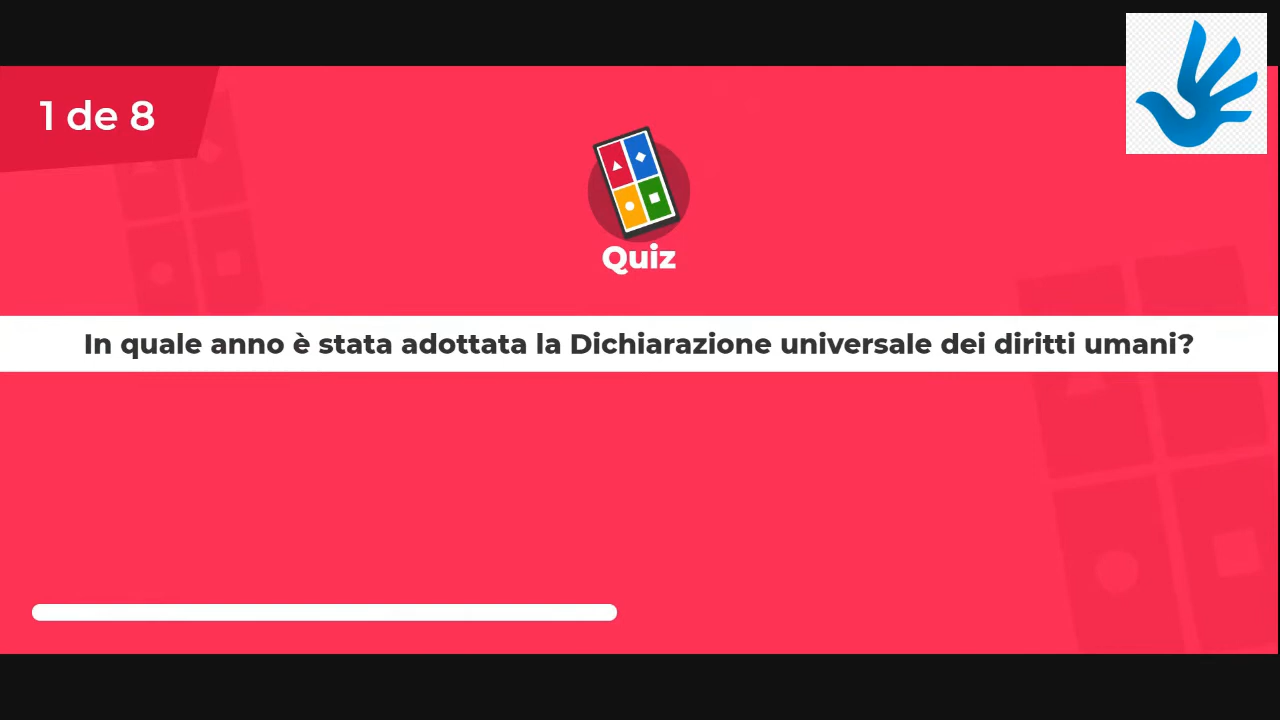 1 de 8
Quiz
In quale anno è stata adottata la Dichiarazione universale dei diritti umani?